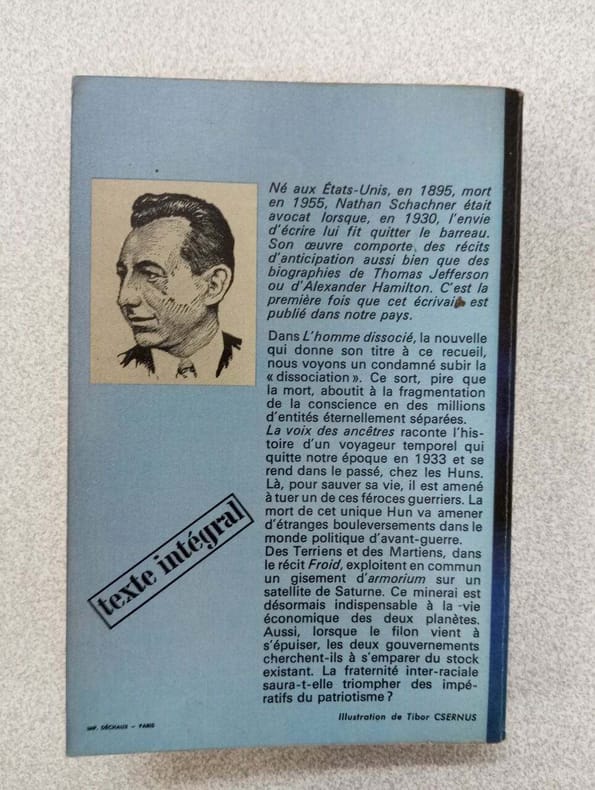 Né aux États-Unis, en 1895, mort
en 1955, Nathan Schachner était
avocat lorsque, en 1930, l'envie
d'écrire lui fit quitter le barreau.
Son œuvre comporte des récits
d'anticipation aussi bien que des
biographies de Thomas Jefferson
ou d'Alexander Hamilton. C'est la
première fois que cet écrivain est
publié dans notre pays.
Dans L'homme dissocié, la nouvelle
qui donne son titre à ce recueil,
nous voyons un condamné subir la
« dissociation ». Ce sort, pire que
la mort, aboutit à la fragmentation
de la conscience en des millions
d'entités éternellement séparées.
La voix des ancêtres raconte l'his-
toire d'un voyageur temporel qui
quitte notre époque en 1933 et se
rend dans le passé, chez les Huns.
Là, pour sauver sa vie, il est amené
à tuer un de ces féroces guerriers. La
mort de cet unique Hun va amener
d'étranges bouleversements dans le
monde politique d'avant-guerre.
Des Terriens et des Martiens, dans
le récit Froid, exploitent en commun
un gisement d'armorium sur un
satellite de Saturne. Ce minerai est
désormais indispensable à la vie
économique des deux planètes.
Aussi, lorsque le filon vient à
s'épuiser, les deux gouvernements
cherchent-ils à s'emparer du stock
existant. La fraternité inter-raciale
saura-t-elle triompher des impé-
ratifs du patriotisme ?
Illustration de Tibor CSERNUS
texte intégral
IMP. DÉCHAUX – PARIS